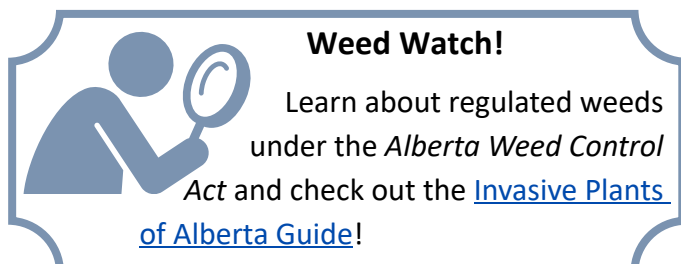 Weed Watch!
Learn about regulated weeds
under the Alberta Weed Control
Act and check out the Invasive Plants
of Alberta Guide!